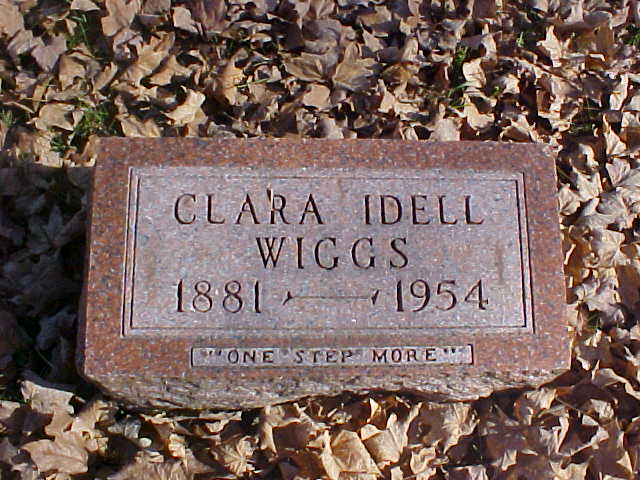 CLARA IDELL
WIGGS
1881 — 1954
"ONE STEP MORE"